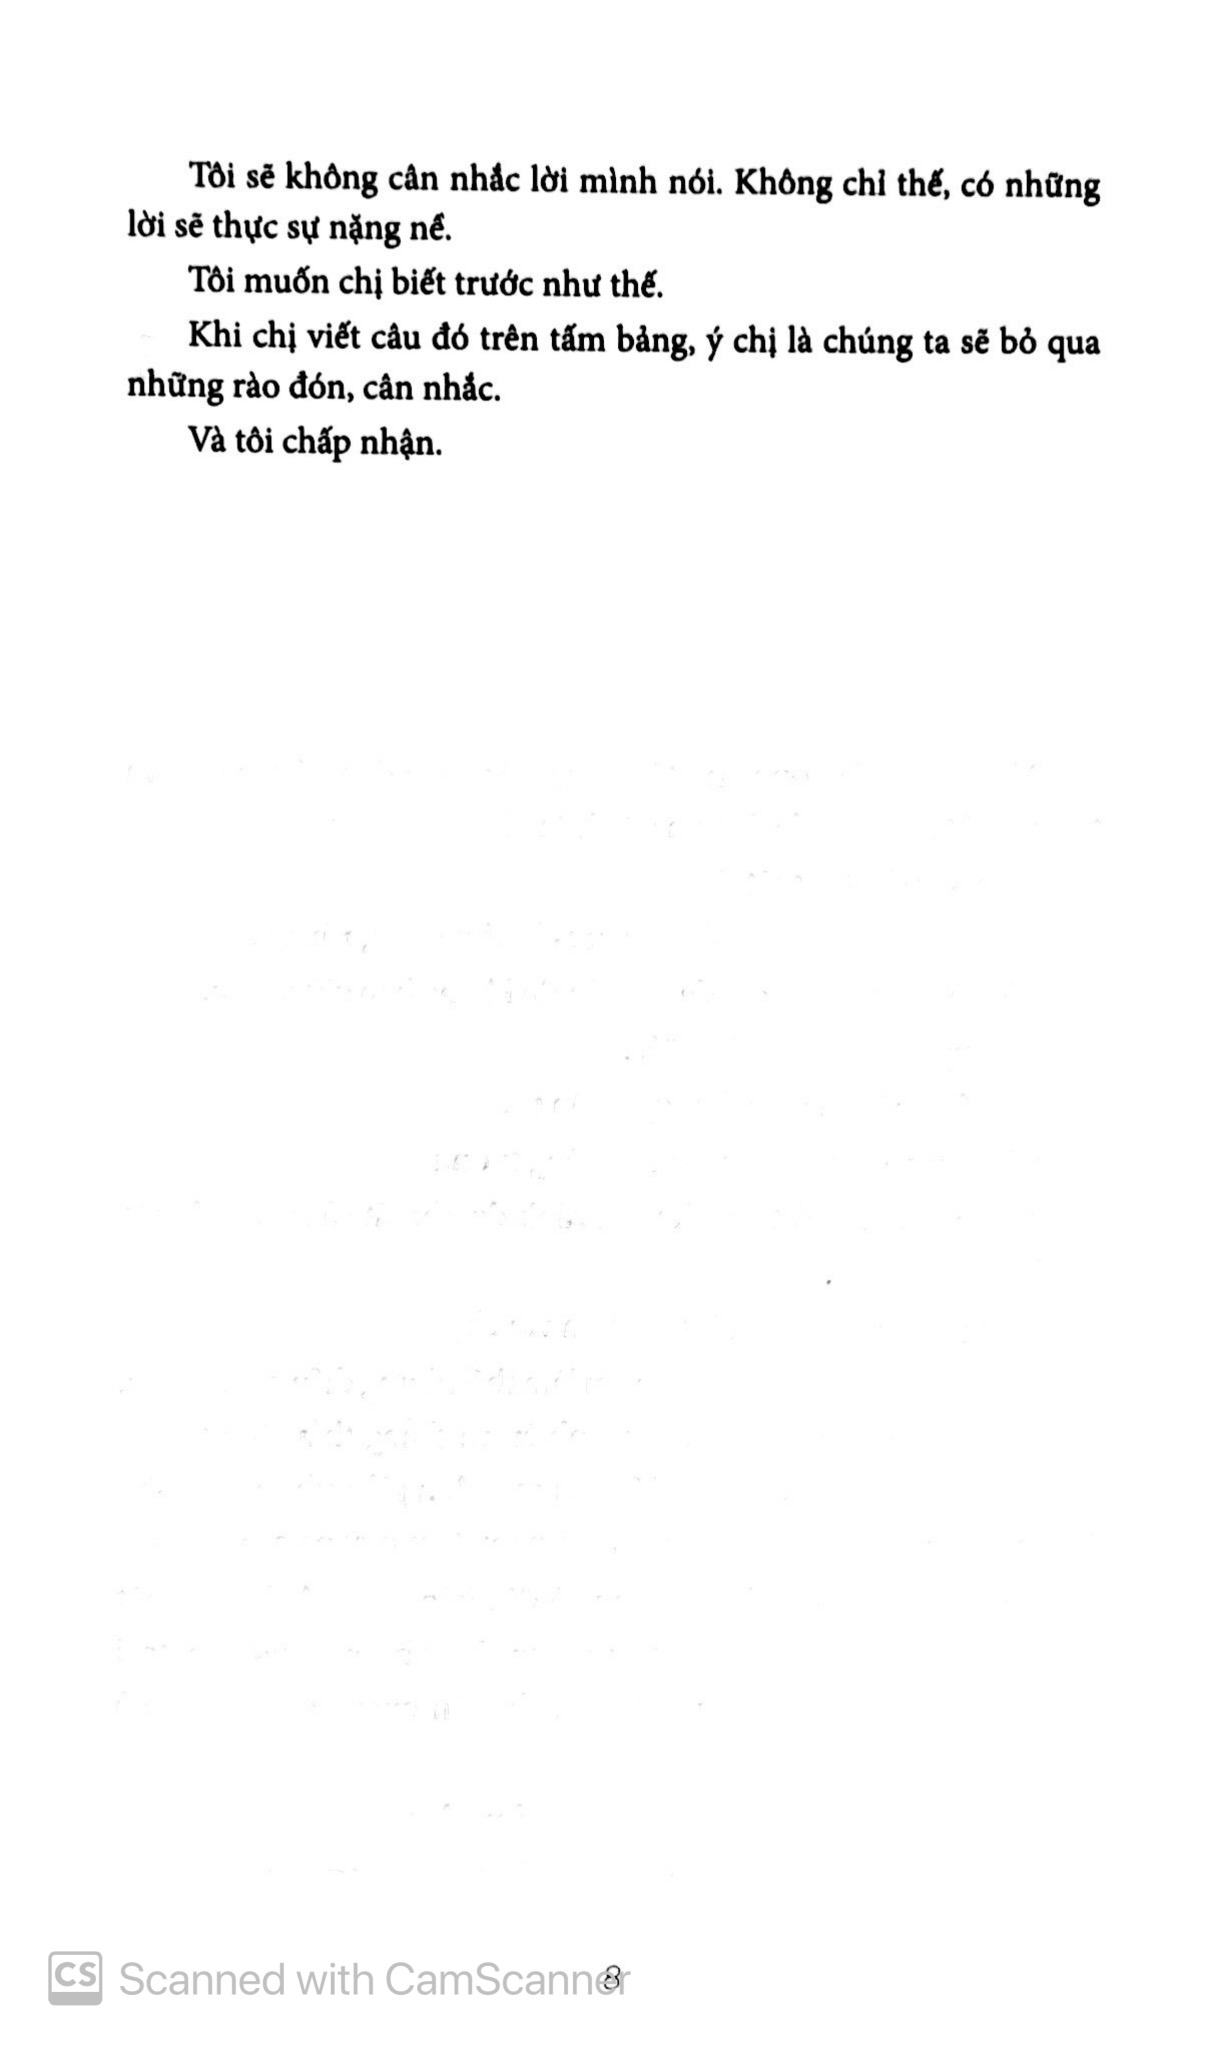 Tôi sẽ không cân nhắc lời mình nói. Không chỉ thế, có những
lời sẽ thực sự nặng nề.
Tôi muốn chị biết trước như thế.
Khi chị viết câu đó trên tấm bảng, ý chị là chúng ta sẽ bỏ qua
những rào đón, cân nhắc.
Và tôi chấp nhận.
CS Scanned with CamScanner
8